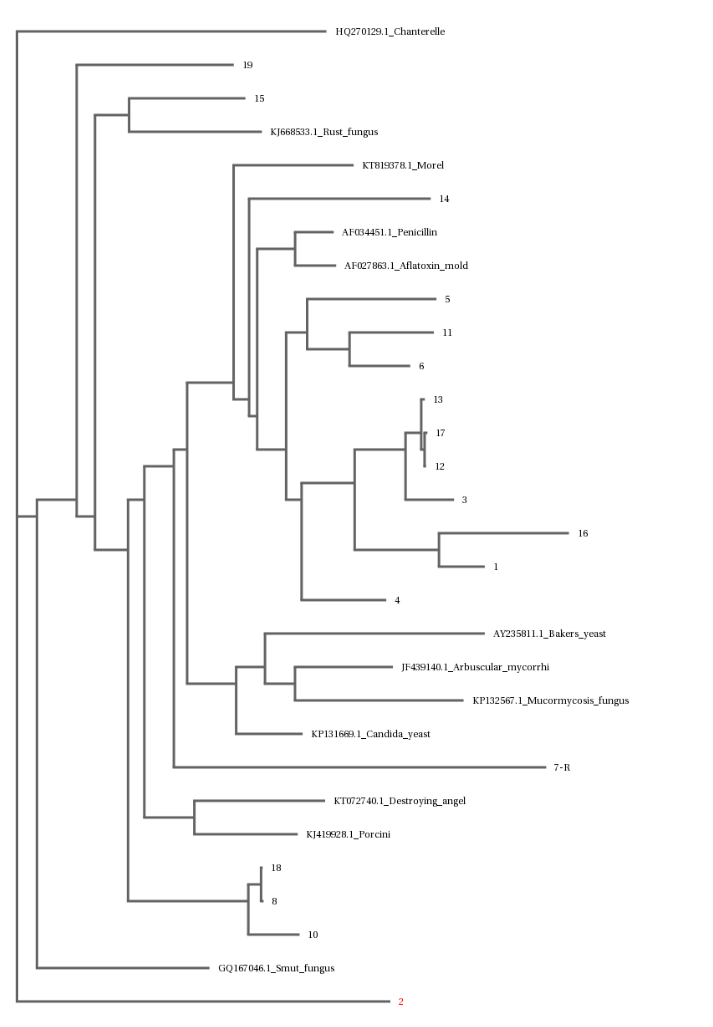 HQ270129.1_Chanterelle
19
15
KJ668533.1_Rust_fungus
KT819378.1_Morel
14
AF034451.1_Penicillin
AF027863.1_Aflatoxin_mold
5
11
6
13
17
12
3
16
1
4
AY235811.1_Bakers_yeast
JF439140.1_Arbuscular_mycorrhi
KP132567.1_Mucormycosis_fungus
KP131669.1_Candida_yeast
7-R
KT072740.1_Destroying_angel
KJ419928.1_Porcini
18
8
10
GQ167046.1_Smut_fungus
2